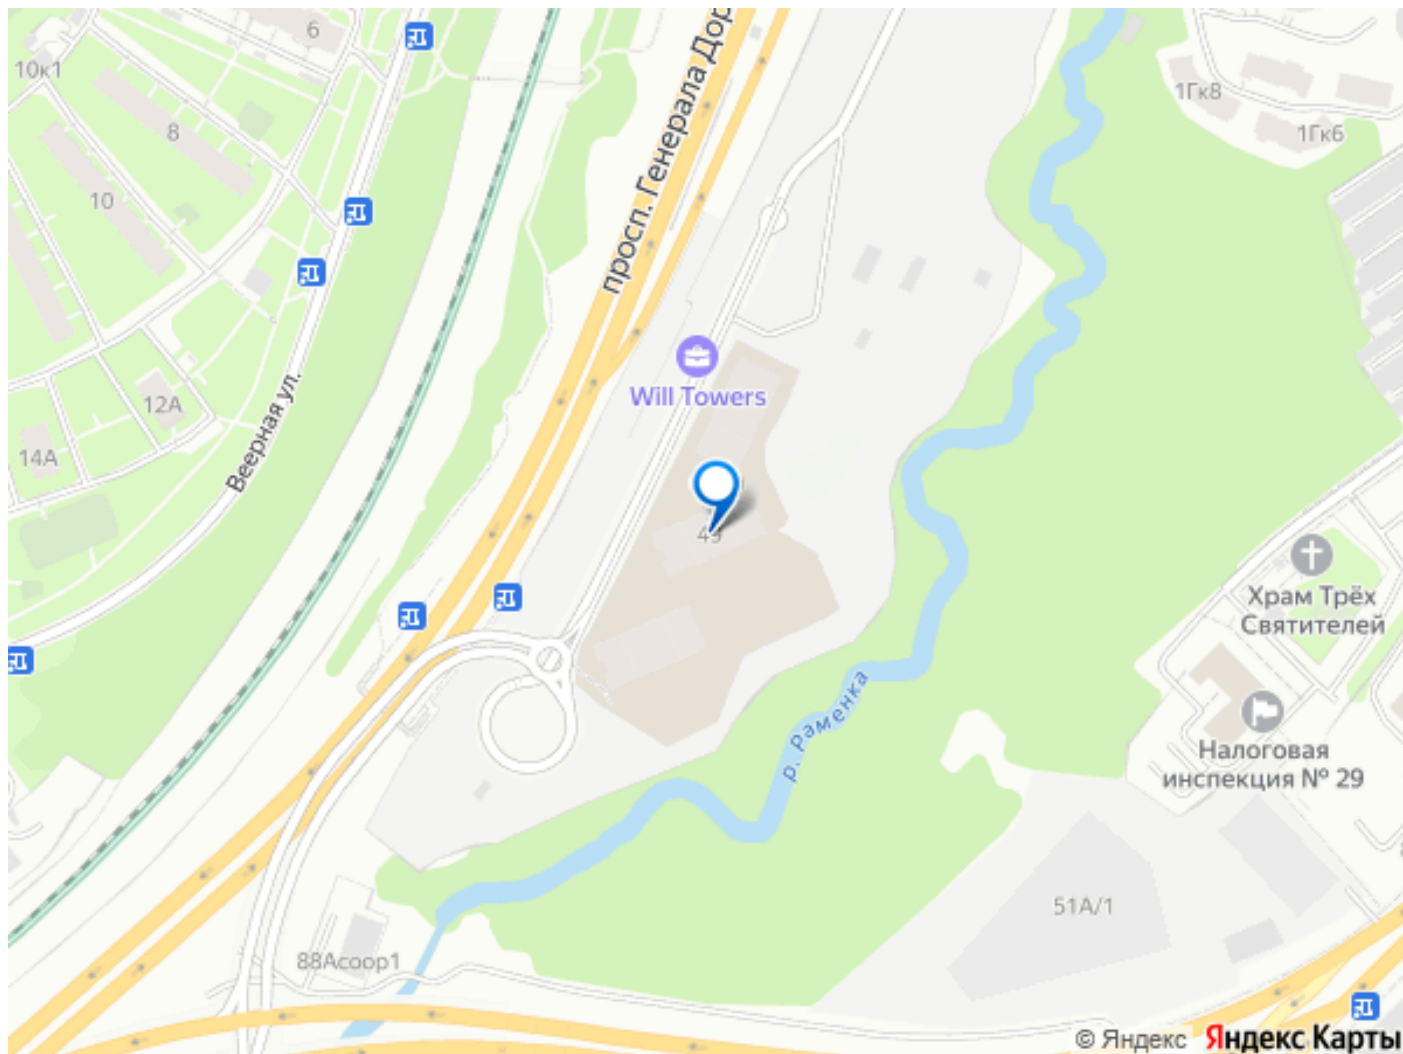 6
10к1
8
1Гк8
1Гк6
10
просп. Генерала Дор
Will Towers
12А
14А
Веерная ул.
Храм Трёх
Святителей
р. Раменка
Налоговая
инспекция № 29
51А/1
88Асоор1
© Яндекс Яндекс Карты